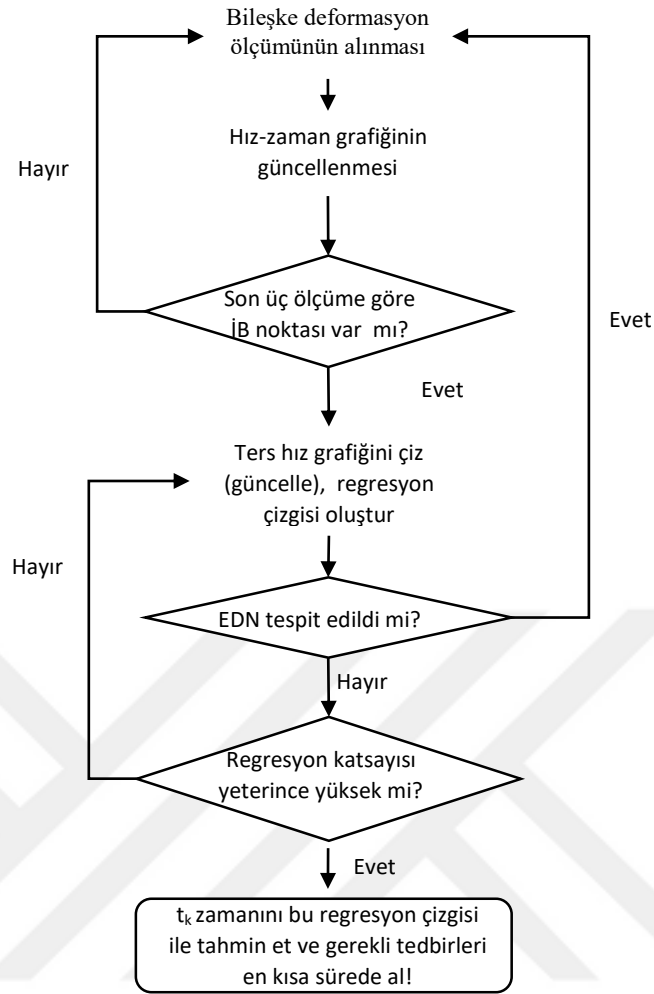 Bileşke deformasyon
ölçümünün alınması
Hız-zaman grafiğinin
güncellenmesi
Hayır
Son üç ölçüme göre
İB noktası var mı?
Evet
Evet
Ters hız grafiğini çiz
(güncelle), regresyon
çizgisi oluştur
Hayır
EDN tespit edildi mi?
Hayır
Regresyon katsayısı
yeterince yüksek mi?
Evet
tk zamanını bu regresyon çizgisi
ile tahmin et ve gerekli tedbirleri
en kısa sürede al!